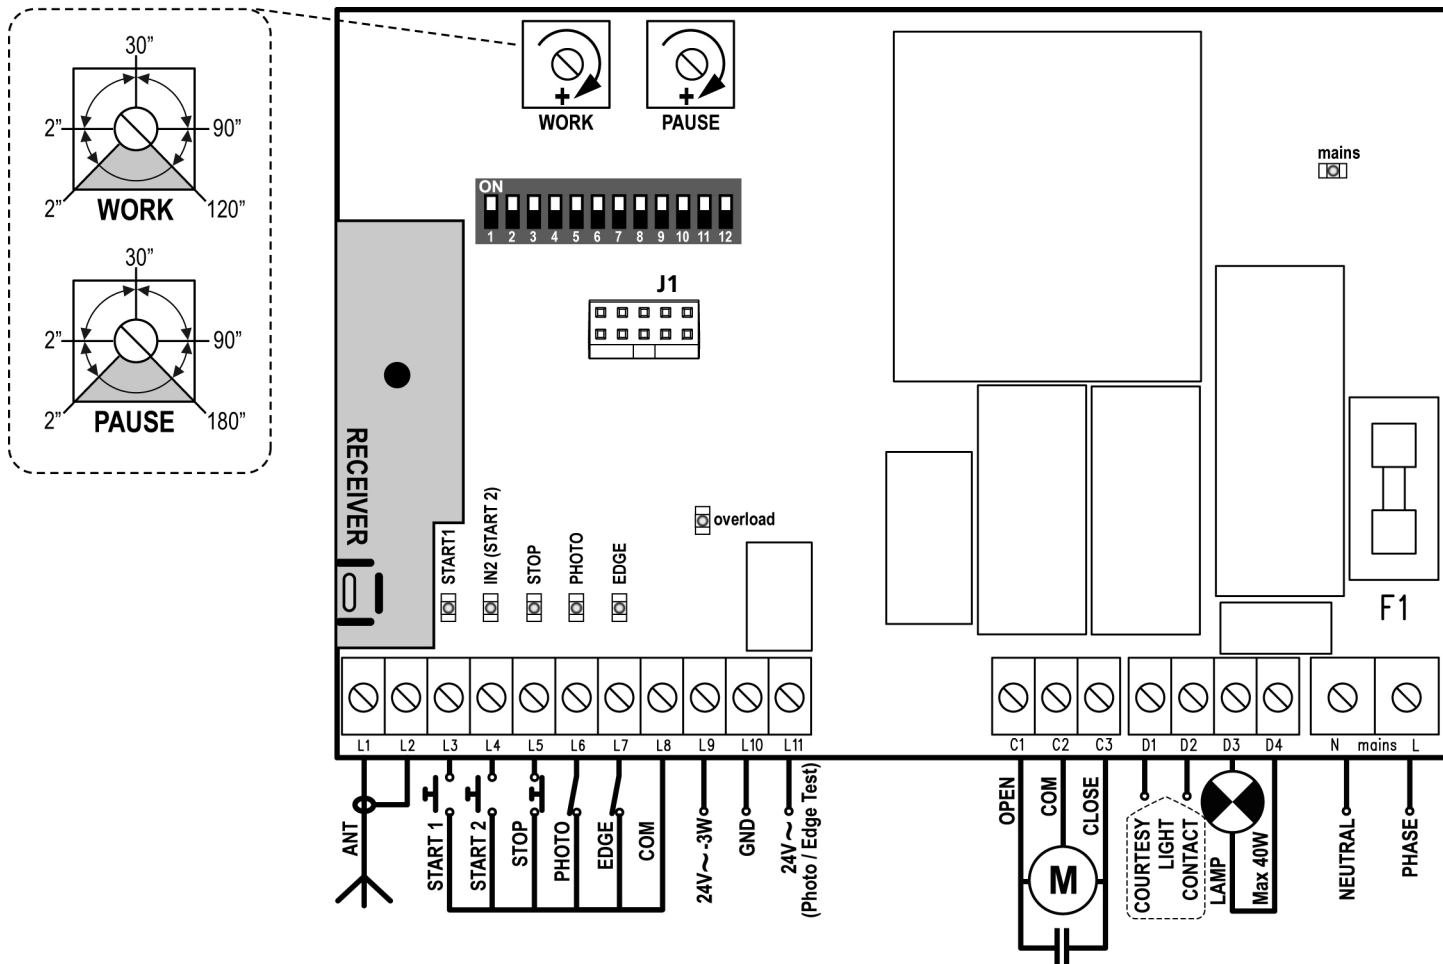 30”
2”
90”
2”
120”
WORK
30”
2”
90”
2”
180”
PAUSE
+
WORK
+
PAUSE
mains
ON
1 2 3 4 5 6 7 8 9 10 11 12
J1
RECEIVER
START1
IN2 (START 2)
STOP
PHOTO
EDGE
overload
F1
L1 L2 L3 L4 L5 L6 L7 L8 L9 L10 L11
C1 C2 C3
D1 D2 D3 D4
N mains L
ANT
START 1
START 2
STOP
PHOTO
EDGE
COM
24V~ -3W
GND
24V~
(Photo / Edge Test)
OPEN
COM
CLOSE
M
COURTESY
LIGHT
CONTACT
LAMP
Max 40W
NEUTRAL
PHASE